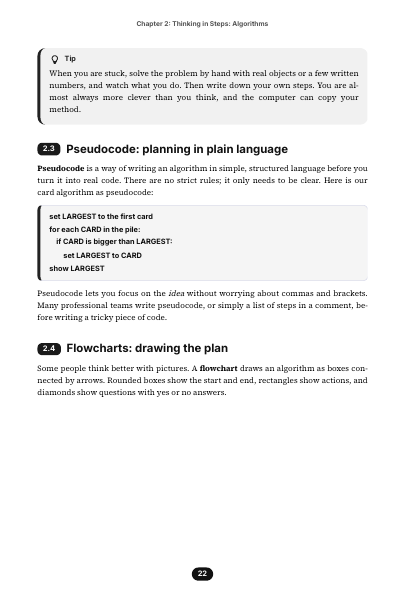 Chapter 2: Thinking in Steps: Algorithms
Tip
When you are stuck, solve the problem by hand with real objects or a few written
numbers, and watch what you do. Then write down your own steps. You are al-
most always more clever than you think, and the computer can copy your
method.
2.3 Pseudocode: planning in plain language
Pseudocode is a way of writing an algorithm in simple, structured language before you
turn it into real code. There are no strict rules; it only needs to be clear. Here is our
card algorithm as pseudocode:
set LARGEST to the first card
for each CARD in the pile:
    if CARD is bigger than LARGEST:
        set LARGEST to CARD
show LARGEST
Pseudocode lets you focus on the idea without worrying about commas and brackets.
Many professional teams write pseudocode, or simply a list of steps in a comment, be-
fore writing a tricky piece of code.
2.4 Flowcharts: drawing the plan
Some people think better with pictures. A flowchart draws an algorithm as boxes con-
nected by arrows. Rounded boxes show the start and end, rectangles show actions, and
diamonds show questions with yes or no answers.
22